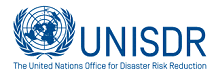 UNISDR
The United Nations Office for Disaster Risk Reduction